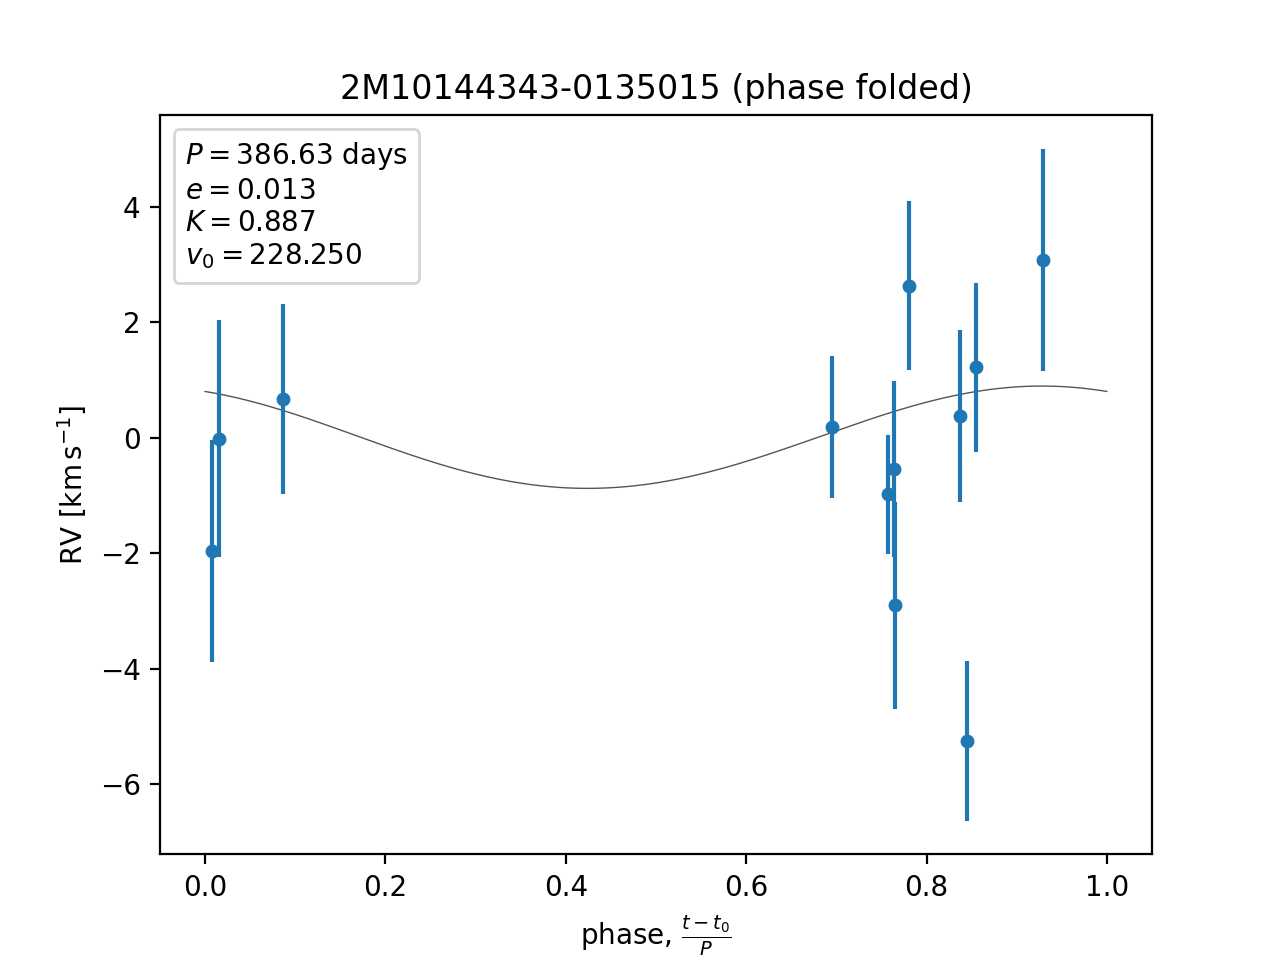 2M10144343-0135015 (phase folded)
P = 386.63 days
e = 0.013
K = 0.887
v₀ = 228.250
4
2
0
−2
−4
−6
RV [km s⁻¹]
0.0 0.2 0.4 0.6 0.8 1.0
phase, (t − t₀)/P